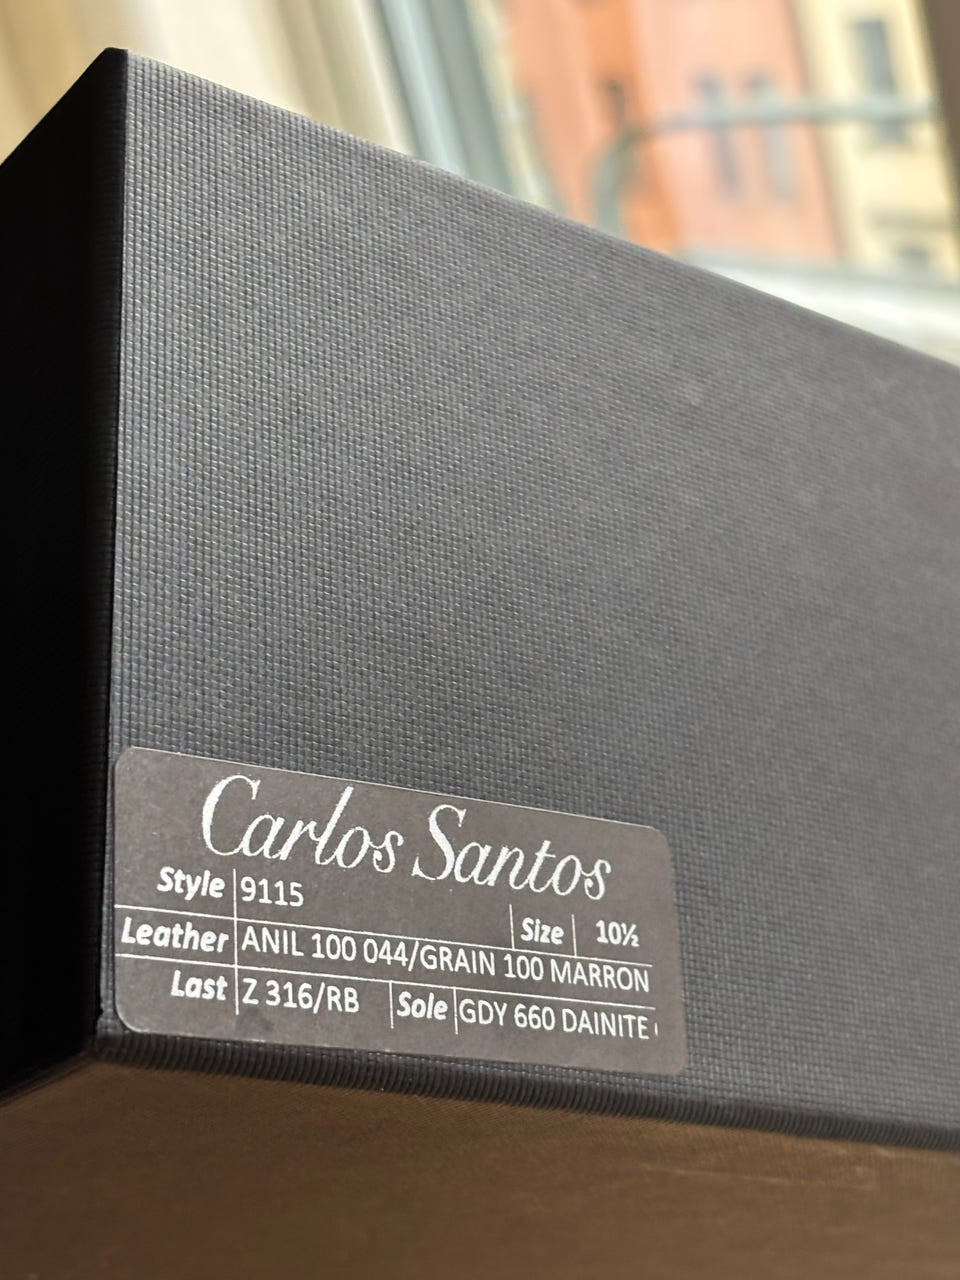 Carlos Santos
Style 9115 Size 10½
Leather ANIL 100 044/GRAIN 100 MARRON
Last Z 316/RB Sole GDY 660 DAINITE